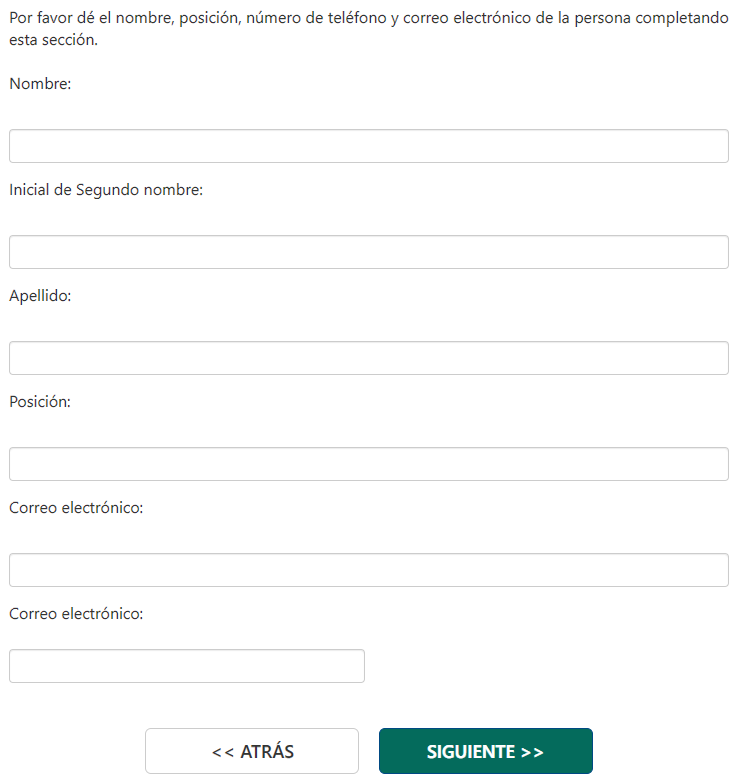 Por favor dé el nombre, posición, número de teléfono y correo electrónico de la persona completando
esta sección.
Nombre:
Inicial de Segundo nombre:
Apellido:
Posición:
Correo electrónico:
Correo electrónico:
<< ATRÁS
SIGUIENTE >>